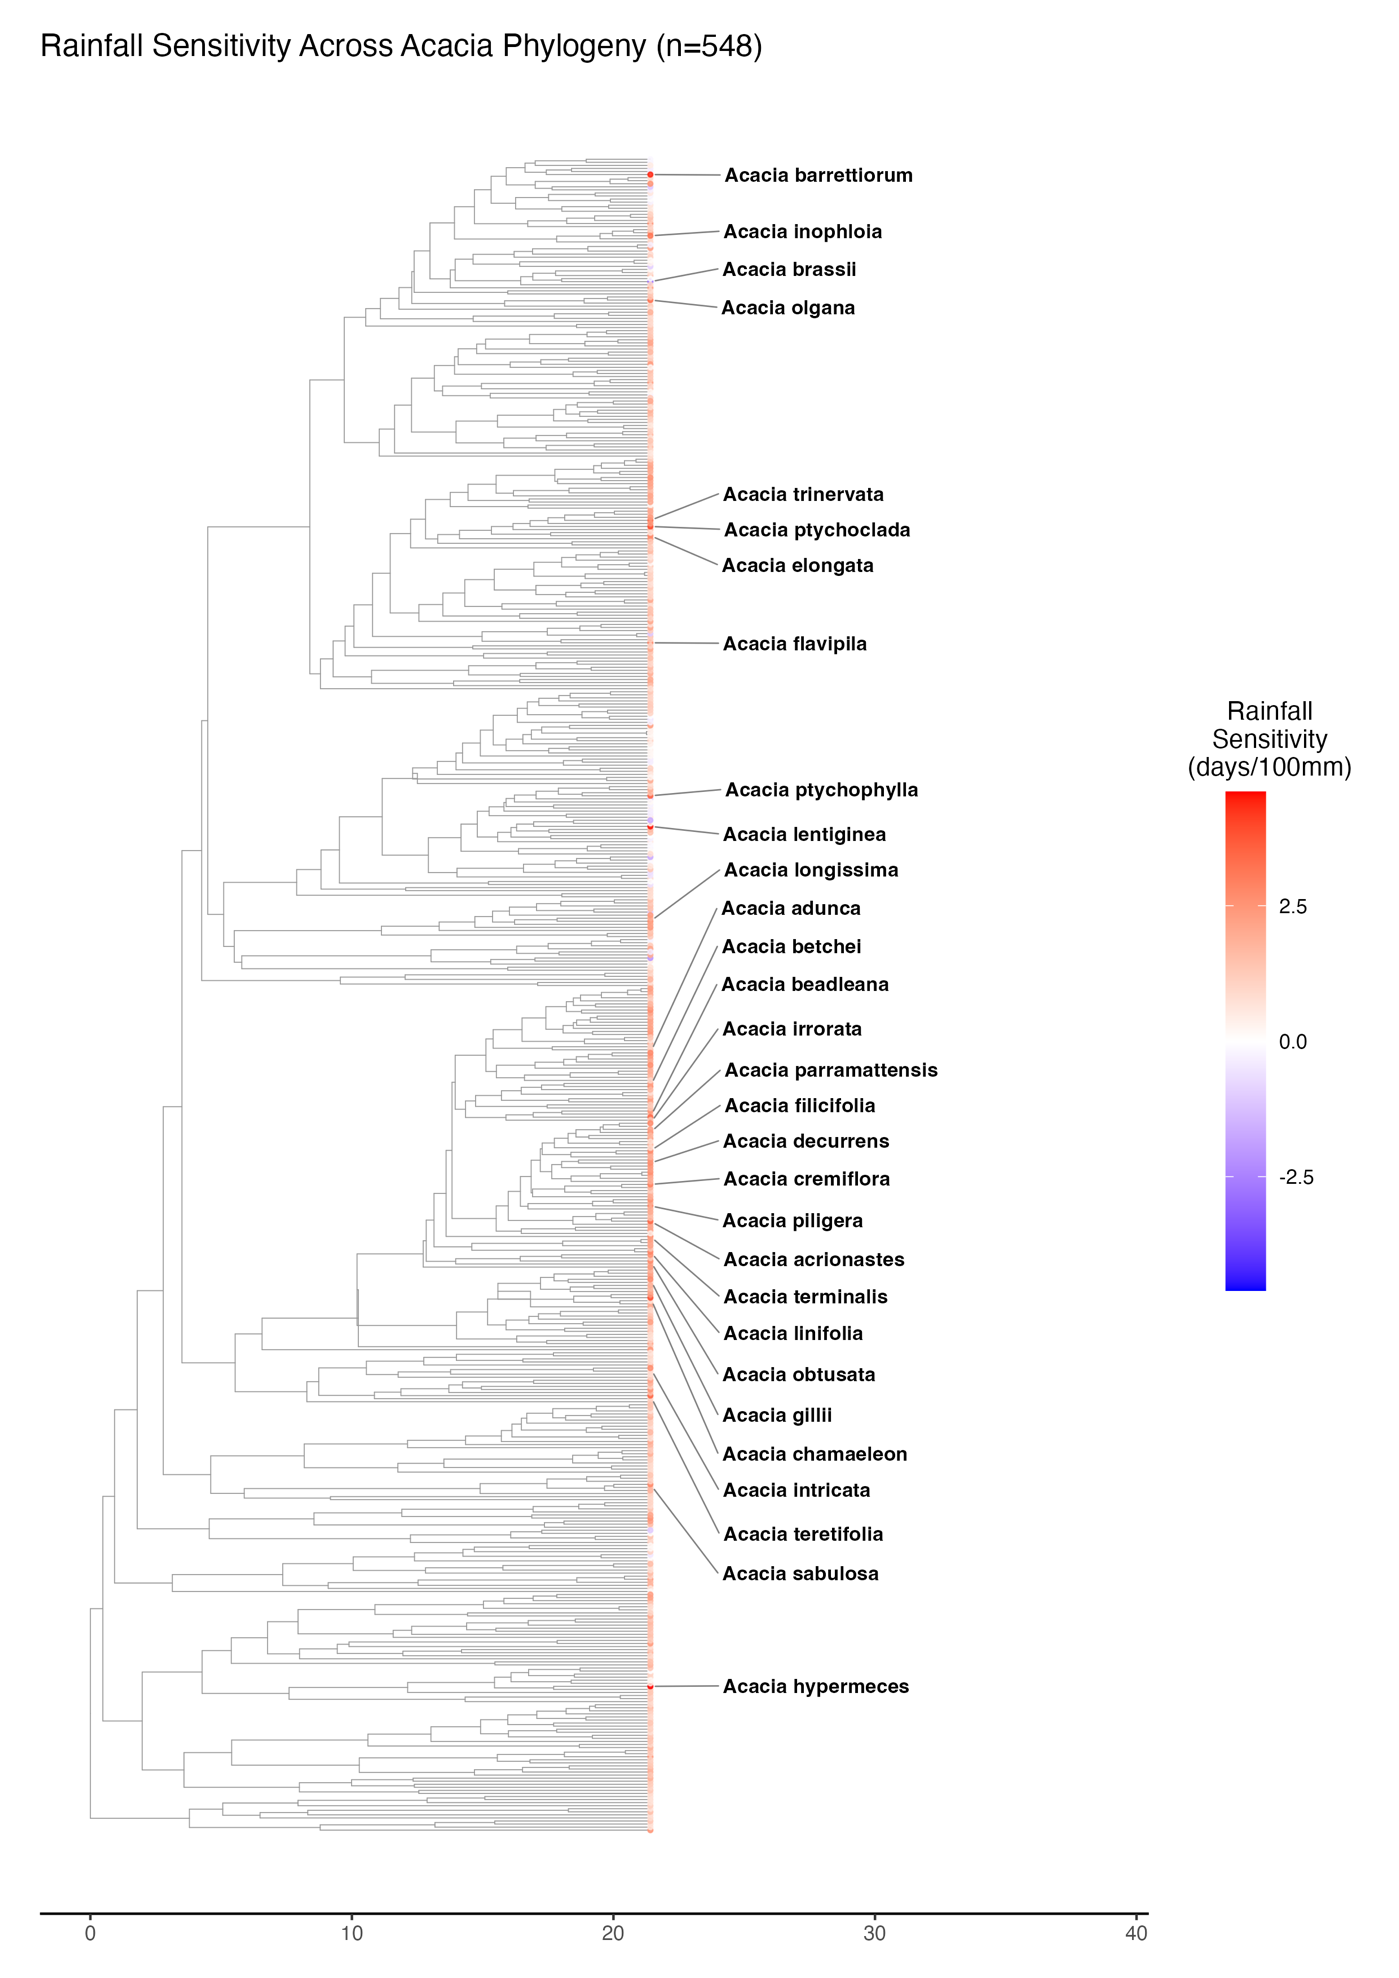 Rainfall Sensitivity Across Acacia Phylogeny (n=548)
Acacia barrettiorum
Acacia inophloia
Acacia brassii
Acacia olgana
Acacia trinervata
Acacia ptychoclada
Acacia elongata
Acacia flavipila
Acacia ptychophylla
Acacia lentiginea
Acacia longissima
Acacia adunca
Acacia betchei
Acacia beadleana
Acacia irrorata
Acacia parramattensis
Acacia filicifolia
Acacia decurrens
Acacia cremiflora
Acacia piligera
Acacia acrionastes
Acacia terminalis
Acacia linifolia
Acacia obtusata
Acacia gillii
Acacia chamaeleon
Acacia intricata
Acacia teretifolia
Acacia sabulosa
Acacia hypermeces
Rainfall
Sensitivity
(days/100mm)
2.5
0.0
-2.5
0 10 20 30 40